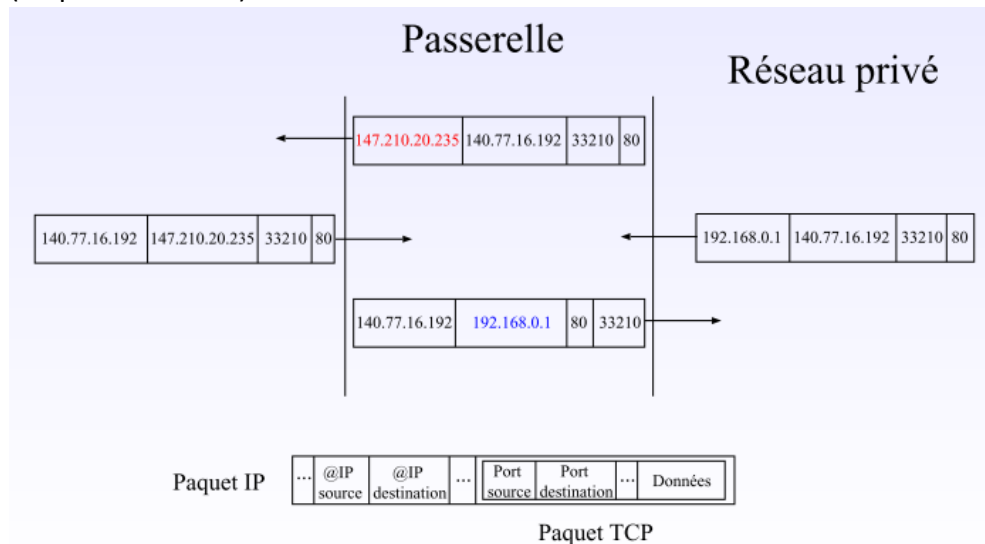 Passerelle
Réseau privé
147.210.20.235 140.77.16.192 33210 80
140.77.16.192 147.210.20.235 33210 80
192.168.0.1 140.77.16.192 33210 80
140.77.16.192 192.168.0.1 80 33210
Paquet IP
... @IP source @IP destination ... Port source Port destination ... Données
Paquet TCP